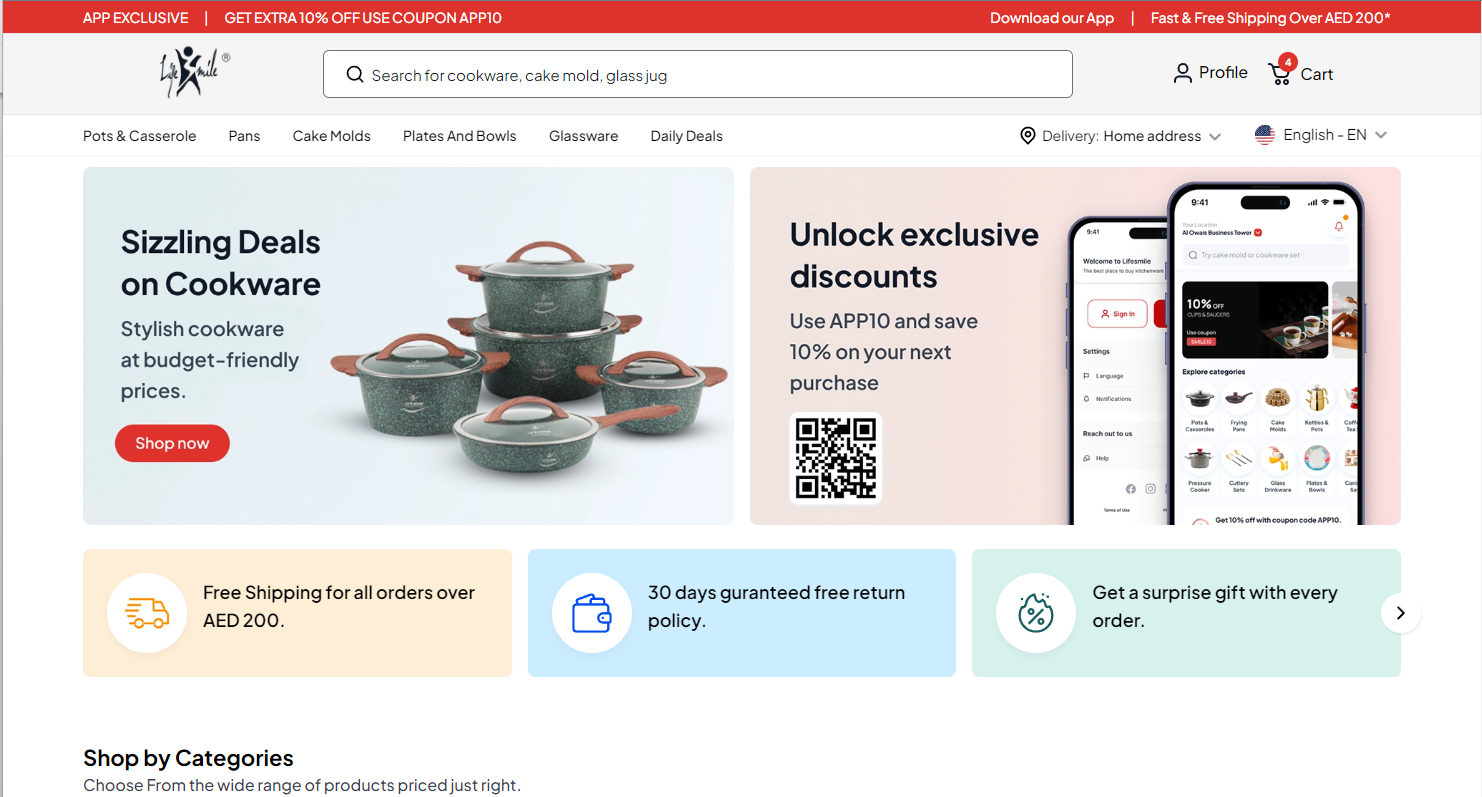 APP EXCLUSIVE | GET EXTRA 10% OFF USE COUPON APP10
Download our App | Fast & Free Shipping Over AED 200*
Life Smile ®
Search for cookware, cake mold, glass jug
Profile
4
Cart
Pots & Casserole
Pans
Cake Molds
Plates And Bowls
Glassware
Daily Deals
Delivery: Home address
English - EN
Sizzling Deals
on Cookware
Stylish cookware
at budget-friendly
prices.
Shop now
Unlock exclusive
discounts
Use APP10 and save
10% on your next
purchase
9:41
Welcome to Lifesmile
The best place to buy kitchenware
Sign In
Settings
Language
Notifications
Reach out to us
Help
Terms of Use
9:41
Your Location
Al Owais Business Tower
Try cake mold or cookware set
10% OFF
CUPS & SAUCERS
Use coupon
SMILE10
Explore categories
Pots &
Casseroles
Frying
Pans
Cake
Molds
Kettles &
Pots
Pressure
Cooker
Cutlery
Sets
Glass
Drinkware
Plates &
Bowls
Get 10% off with coupon code APP10.
Free Shipping for all orders over
AED 200.
30 days guranteed free return
policy.
Get a surprise gift with every
order.
Shop by Categories
Choose From the wide range of products priced just right.